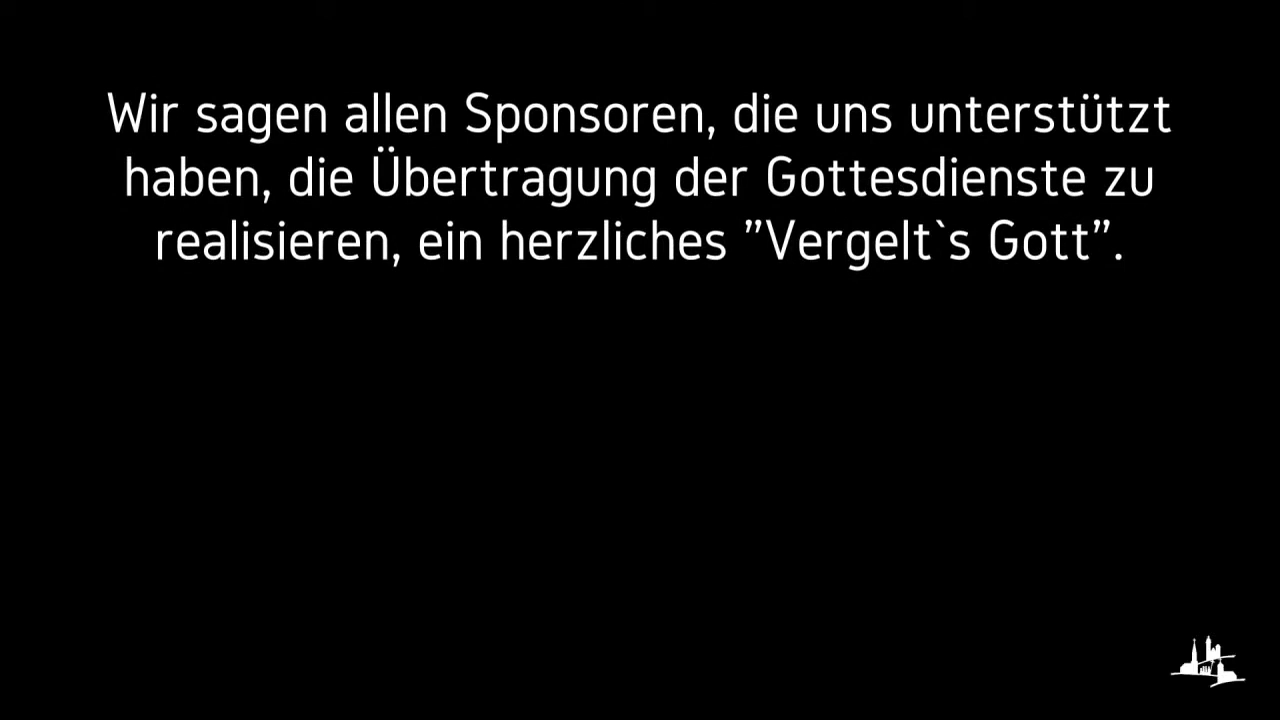 Wir sagen allen Sponsoren, die uns unterstützt
haben, die Übertragung der Gottesdienste zu
realisieren, ein herzliches ”Vergelt`s Gott”.